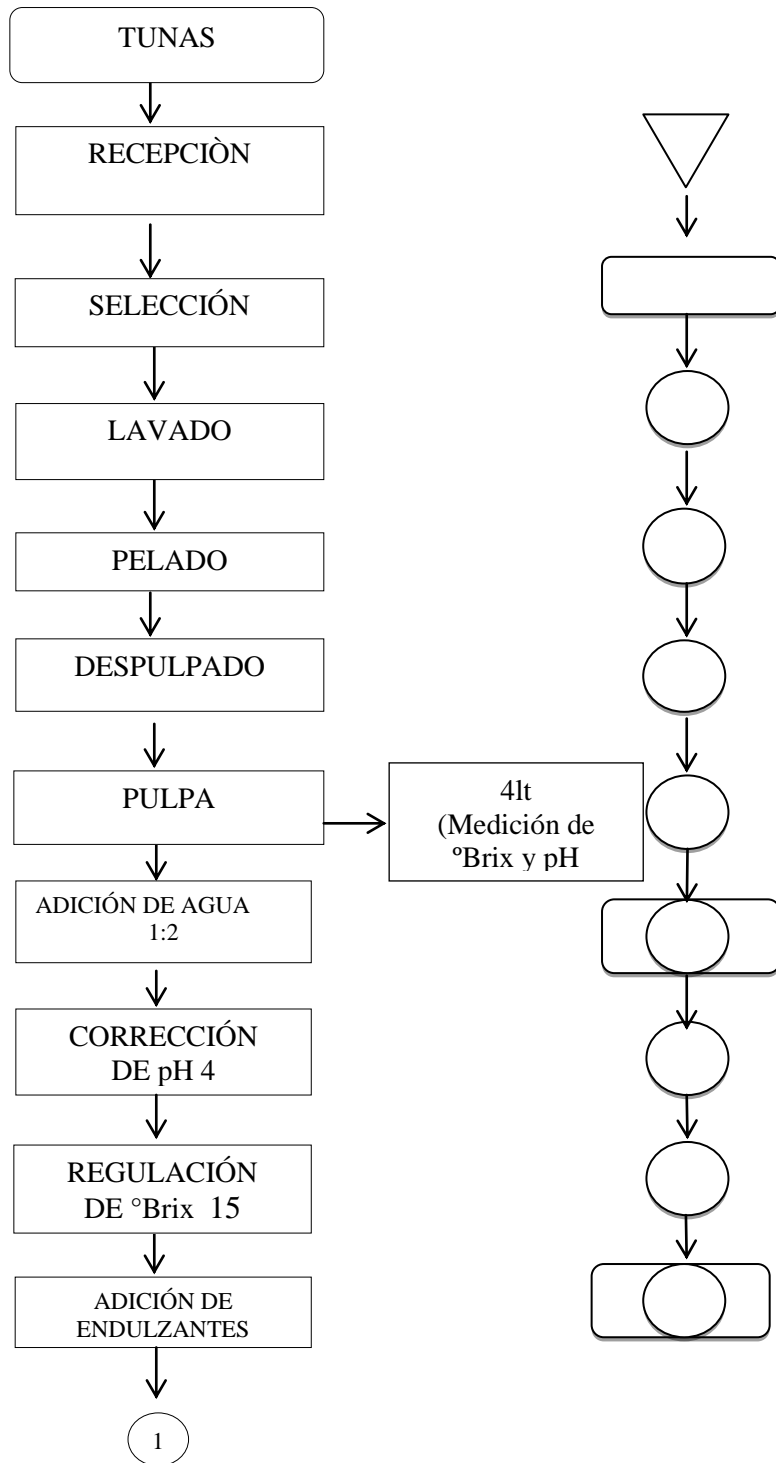 TUNAS
RECEPCIÒN
SELECCIÓN
LAVADO
PELADO
DESPULPADO
PULPA
4lt
(Medición de
ºBrix y pH
ADICIÓN DE AGUA
1:2
CORRECCIÓN
DE pH 4
REGULACIÓN
DE °Brix 15
ADICIÓN DE
ENDULZANTES
1